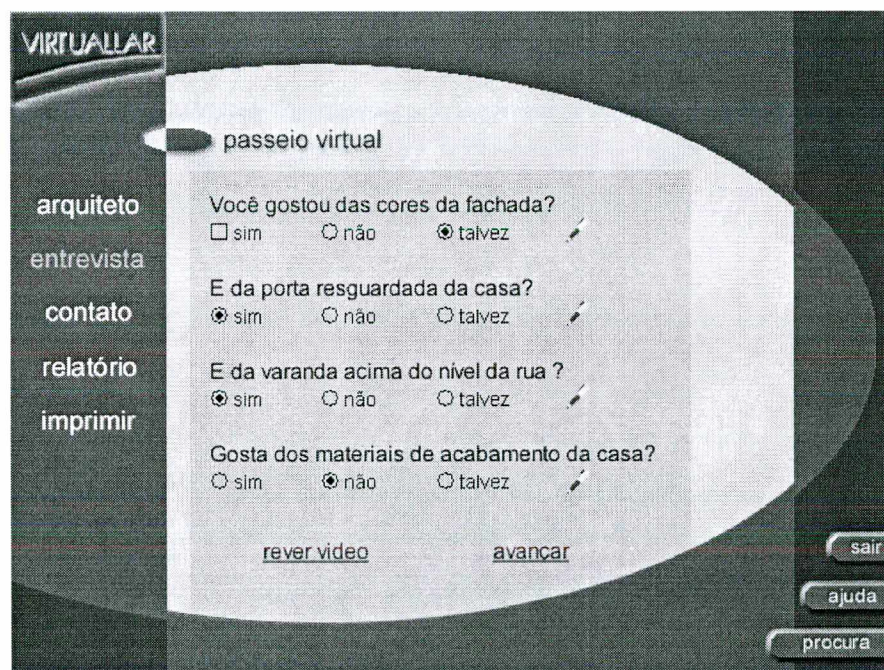 VIRTUALLAR
passeio virtual
arquiteto
entrevista
contato
relatório
imprimir
Você gostou das cores da fachada?
sim não talvez
E da porta resguardada da casa?
sim não talvez
E da varanda acima do nível da rua ?
sim não talvez
Gosta dos materiais de acabamento da casa?
sim não talvez
rever video avançar
sair
ajuda
procura